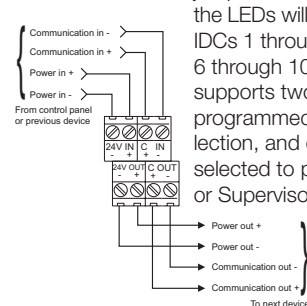 Communication in -
Communication in +
Power in +
Power in -
From control panel
or previous device
24V IN C IN
- + + -
24V OUT C OUT
- + + -
Power out +
Power out -
Communication out -
Communication out +
To next device
the LEDs will
IDCs 1 throu
6 through 10
supports two
programmed
lection, and
selected to p
or Superviso